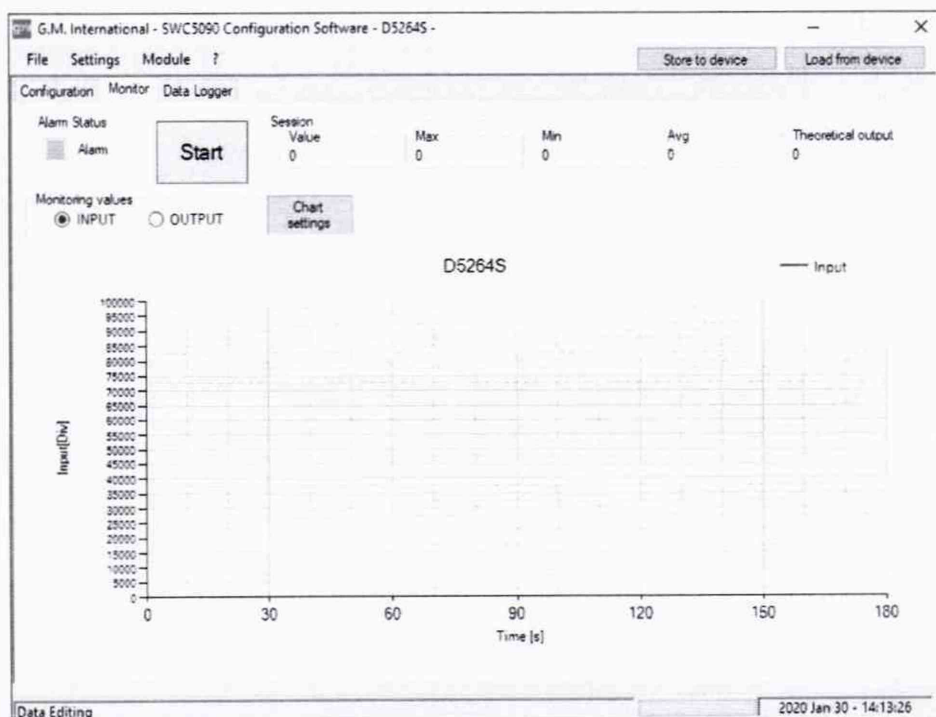 G.M. International - SWC5090 Configuration Software - D5264S -
File Settings Module ? Store to device Load from device
Configuration Monitor Data Logger
Alarm Status
Alarm
Start
Session
Value Max Min Avg Theoretical output
0 0 0 0 0
Monitoring values
INPUT OUTPUT
Chart
settings
D5264S
Input
Input[Div]
100000
95000
90000
85000
80000
75000
70000
65000
60000
55000
50000
45000
40000
35000
30000
25000
20000
15000
10000
5000
0
0 30 60 90 120 150 180
Time [s]
Data Editing 2020 Jan 30 - 14:13:26